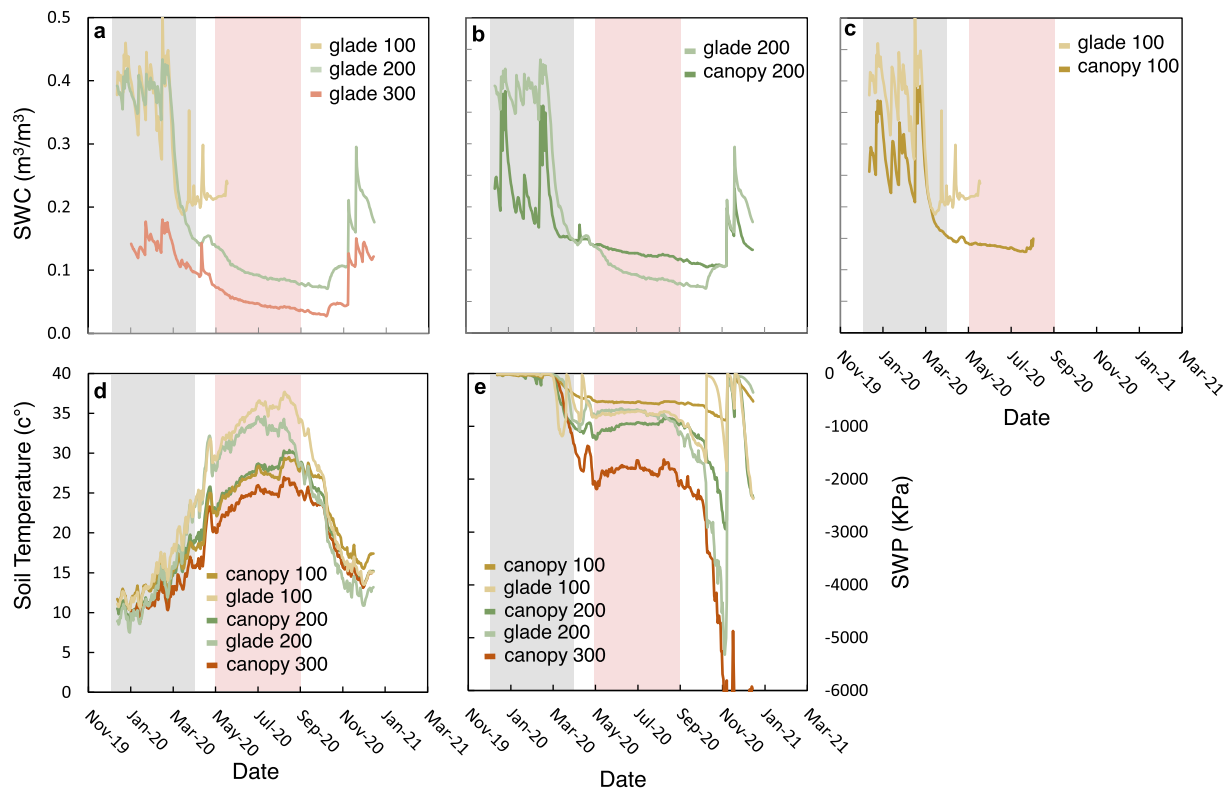 a
glade 100
glade 200
glade 300
0.5
0.4
0.3
0.2
0.1
0.0
SWC (m³/m³)
b
glade 200
canopy 200
c
glade 100
canopy 100
Nov-19
Jan-20
Mar-20
May-20
Jul-20
Sep-20
Nov-20
Jan-21
Mar-21
Date
d
40
35
30
25
20
15
10
5
0
Soil Temperature (c°)
canopy 100
glade 100
canopy 200
glade 200
canopy 300
Nov-19
Jan-20
Mar-20
May-20
Jul-20
Sep-20
Nov-20
Jan-21
Mar-21
Date
e
canopy 100
glade 100
canopy 200
glade 200
canopy 300
0
-1000
-2000
-3000
-4000
-5000
-6000
SWP (KPa)
Nov-19
Jan-20
Mar-20
May-20
Jul-20
Sep-20
Nov-20
Jan-21
Mar-21
Date